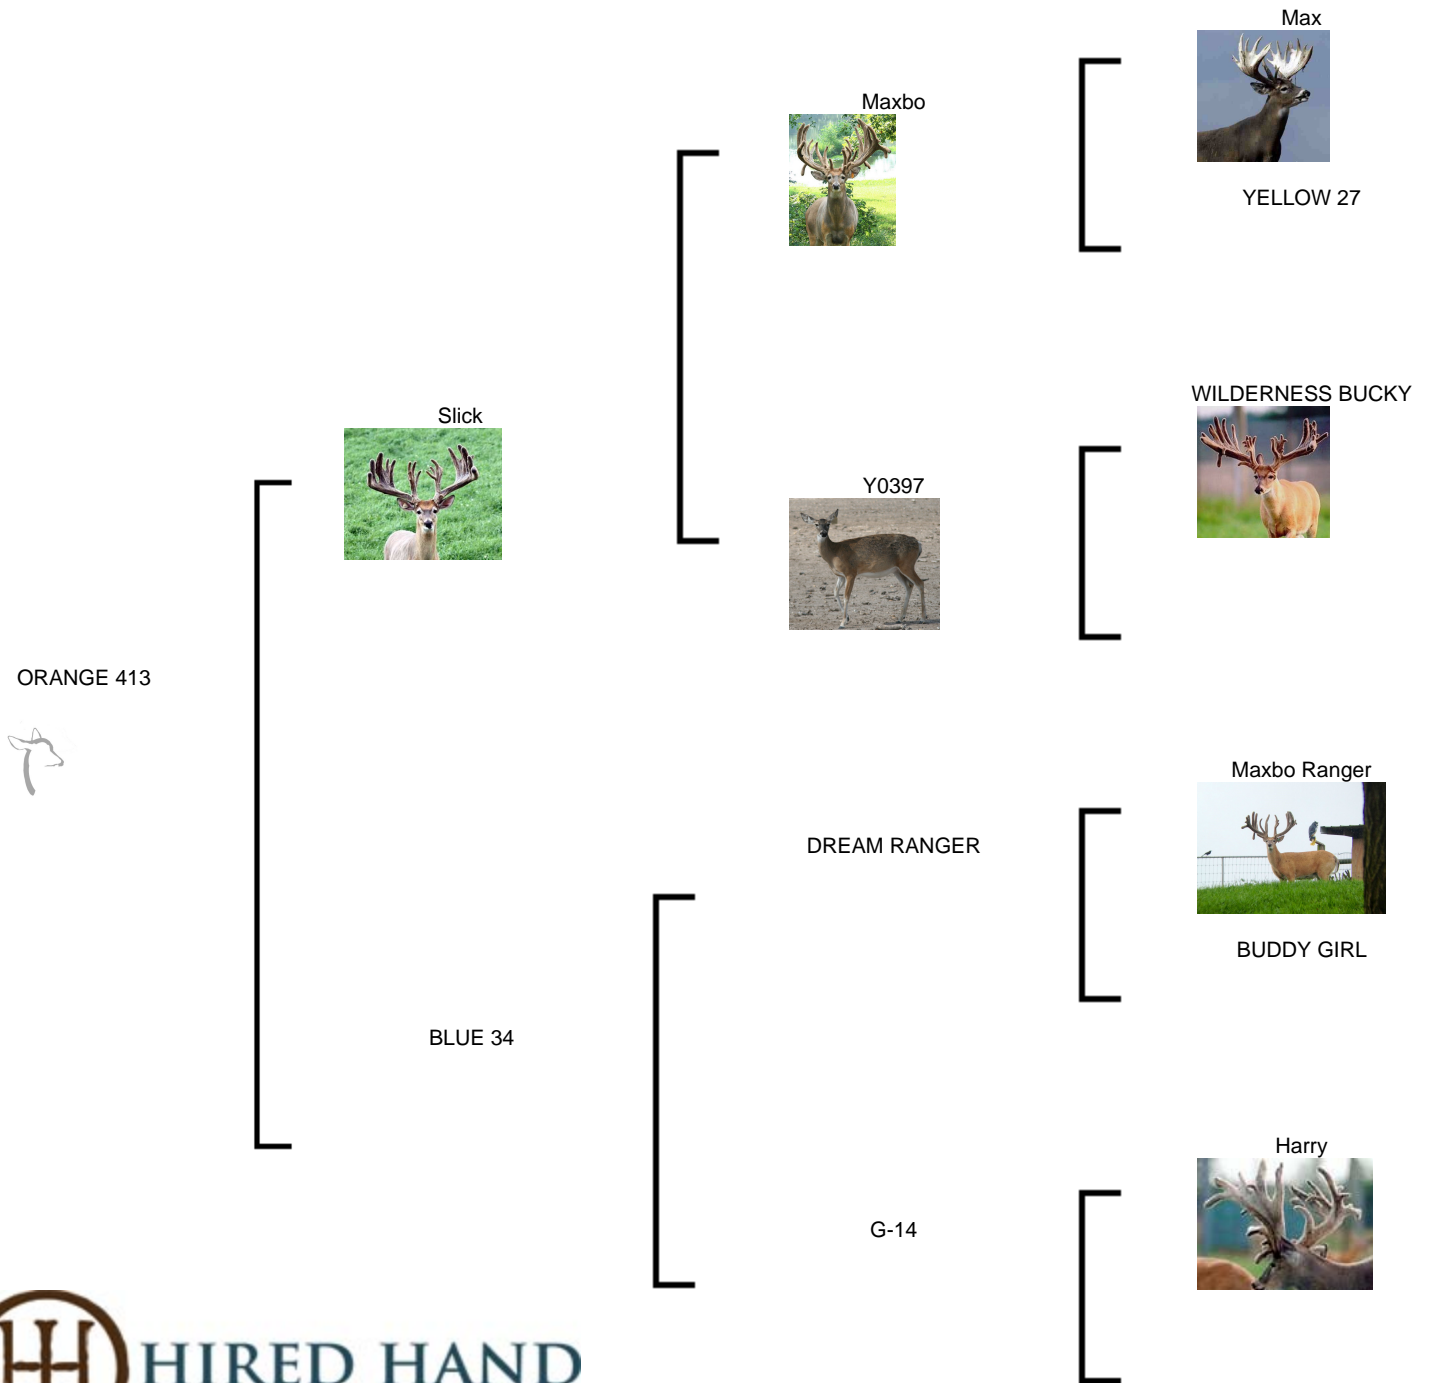 Max
Maxbo
YELLOW 27
WILDERNESS BUCKY
Slick
Y0397
ORANGE 413
Maxbo Ranger
DREAM RANGER
BUDDY GIRL
BLUE 34
Harry
G-14
HIRED HAND